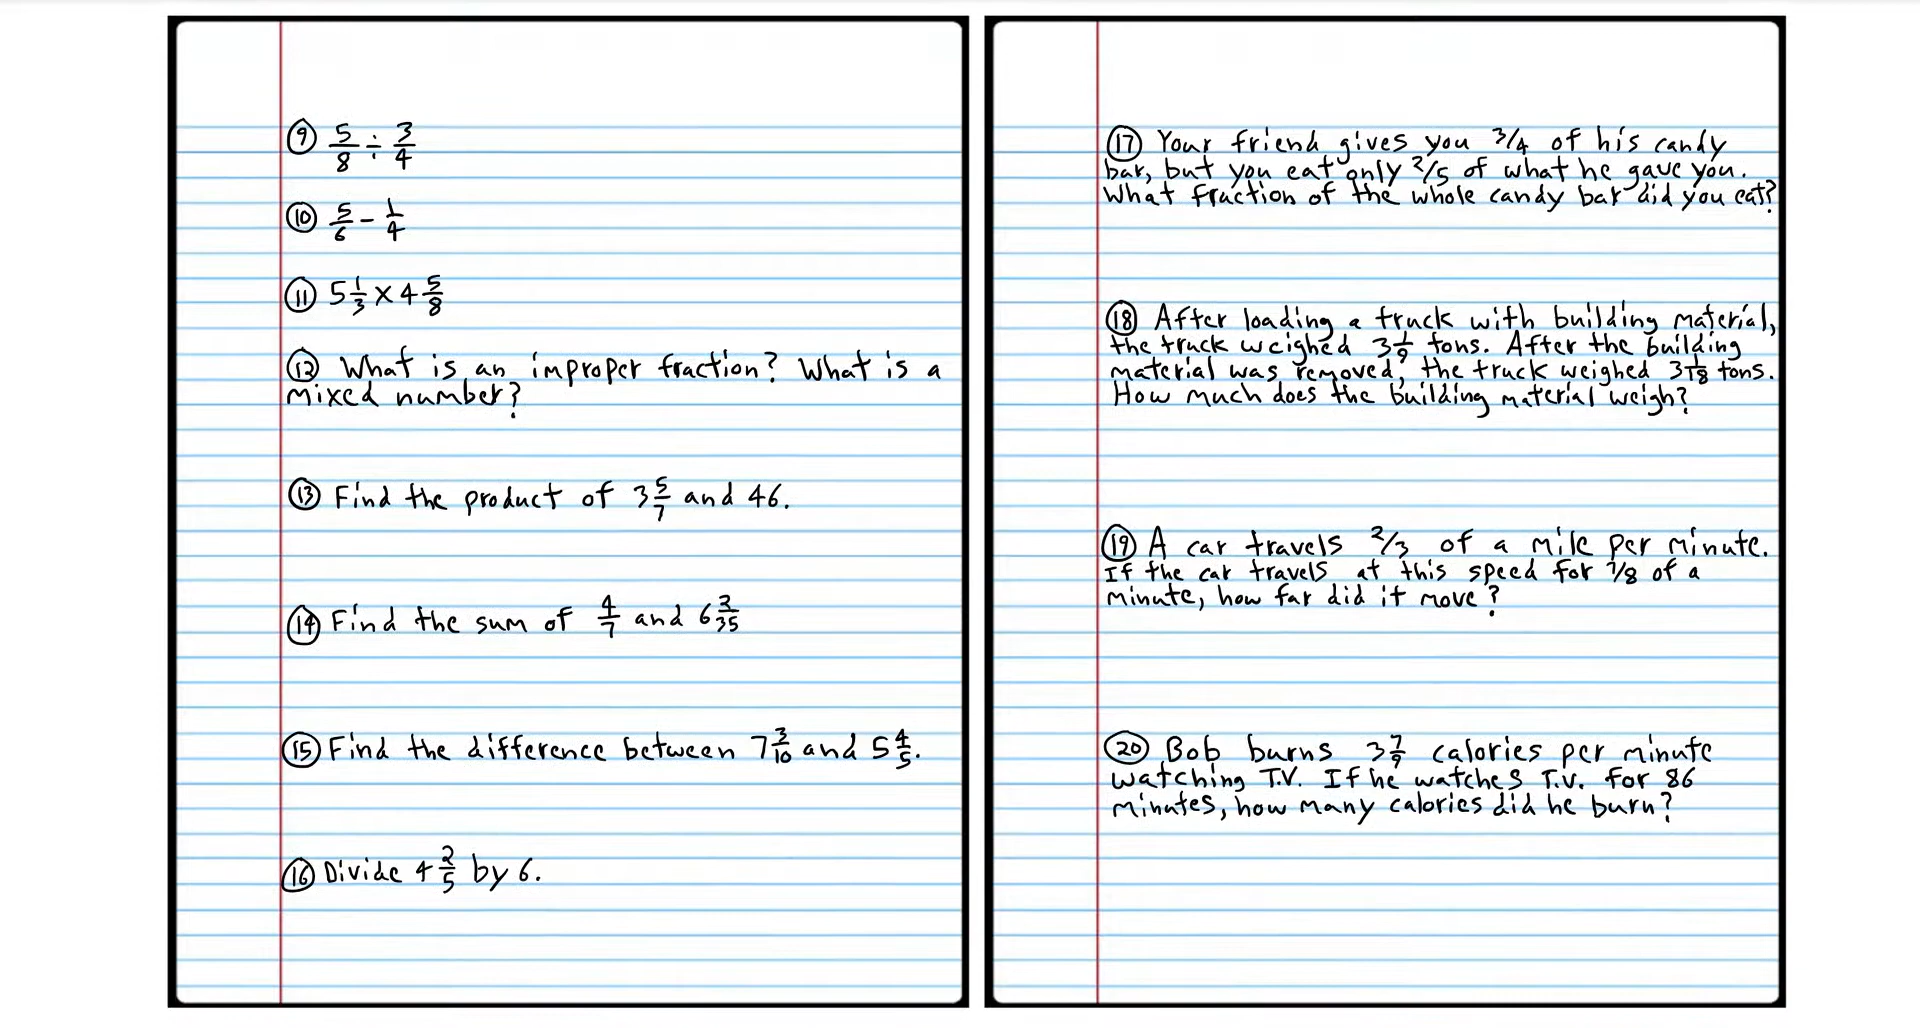 ⑨ 5/8 ÷ 3/4
⑩ 5/6 - 1/4
⑪ 5 1/3 × 4 5/8
⑫ What is an improper fraction? What is a
mixed number?
⑬ Find the product of 3 5/7 and 46.
⑭ Find the sum of 4/7 and 6 2/35
⑮ Find the difference between 7 3/10 and 5 4/5.
⑯ Divide 4 2/5 by 6.
⑰ Your friend gives you 3/4 of his candy
bar, but you eat only 2/5 of what he gave you.
What fraction of the whole candy bar did you eat?
⑱ After loading a truck with building material,
the truck weighed 3 4/9 tons. After the building
material was removed, the truck weighed 3 1/18 tons.
How much does the building material weigh?
⑲ A car travels 2/3 of a mile per minute.
If the car travels at this speed for 7/8 of a
minute, how far did it move?
⑳ Bob burns 3 7/9 calories per minute
watching T.V. If he watches T.V. for 86
minutes, how many calories did he burn?